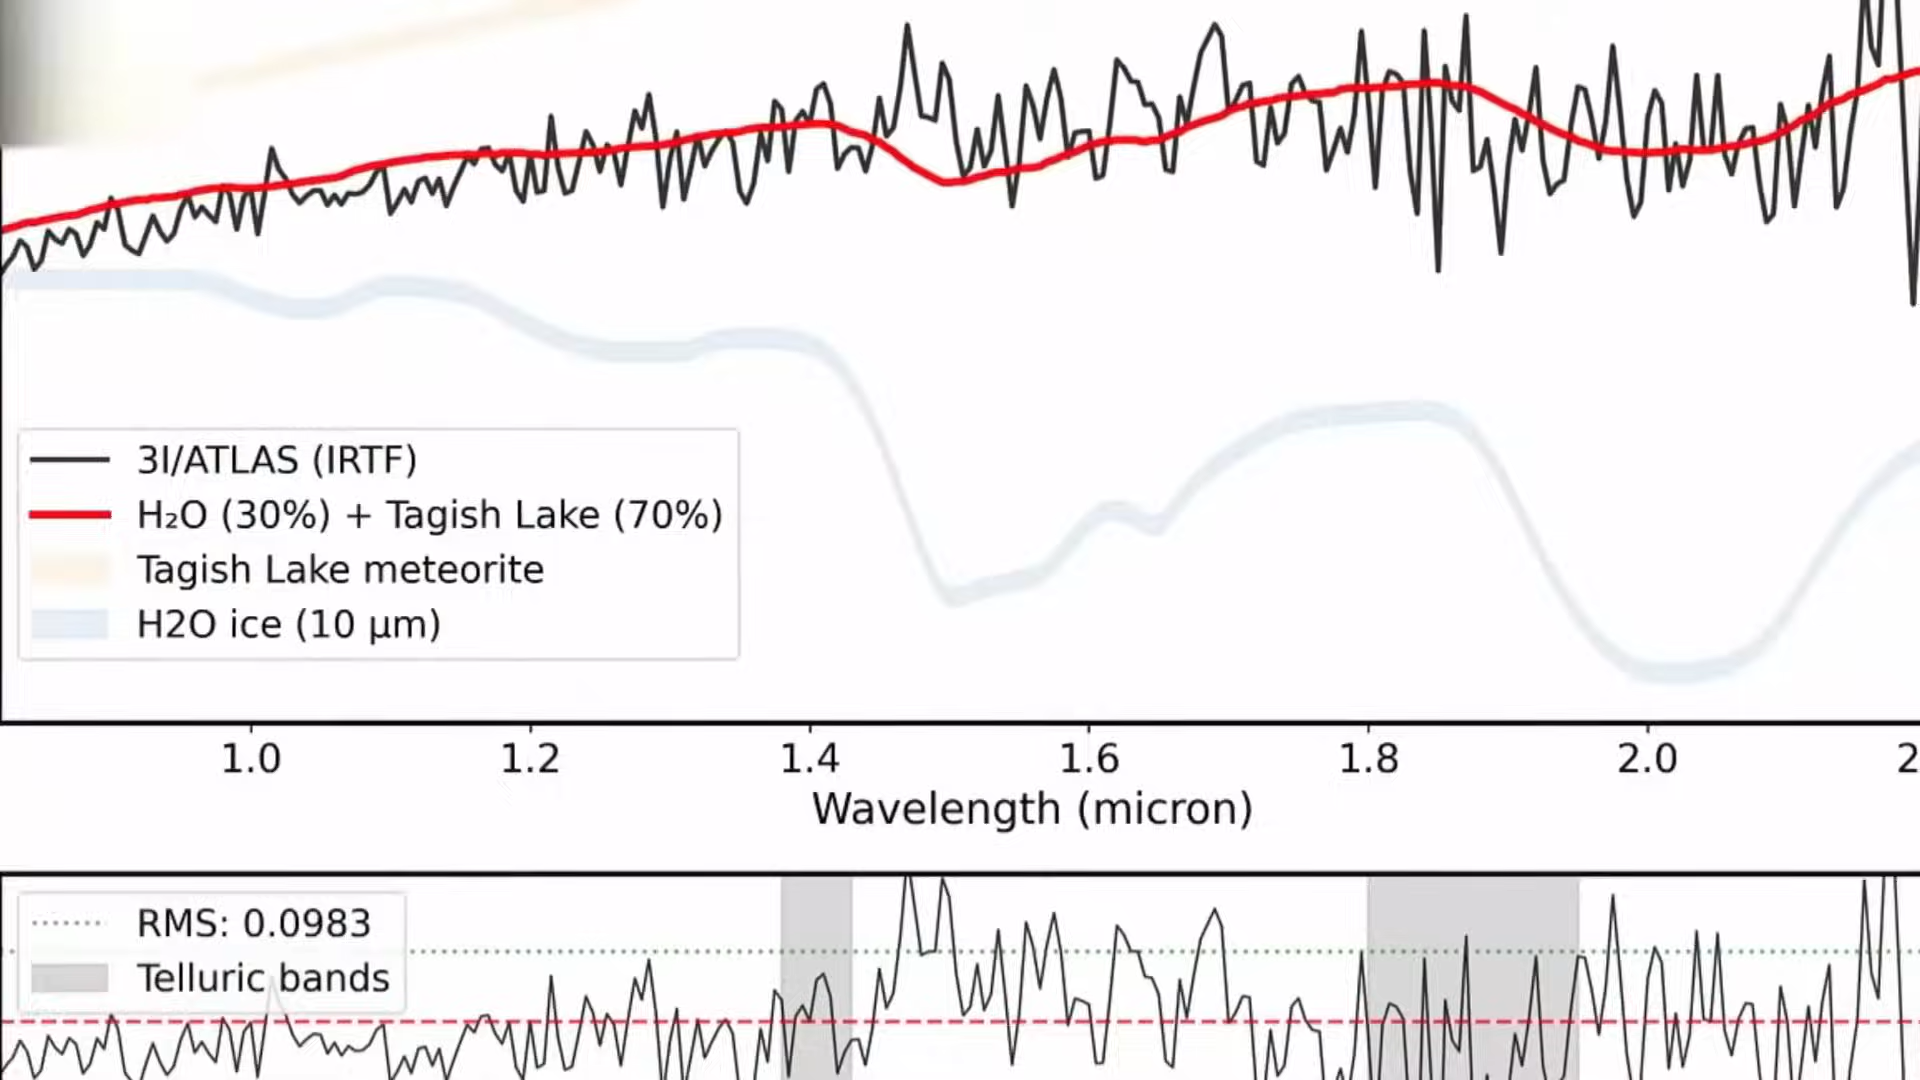 3I/ATLAS (IRTF)
H₂O (30%) + Tagish Lake (70%)
Tagish Lake meteorite
H2O ice (10 μm)
1.0 1.2 1.4 1.6 1.8 2.0
Wavelength (micron)
RMS: 0.0983
Telluric bands